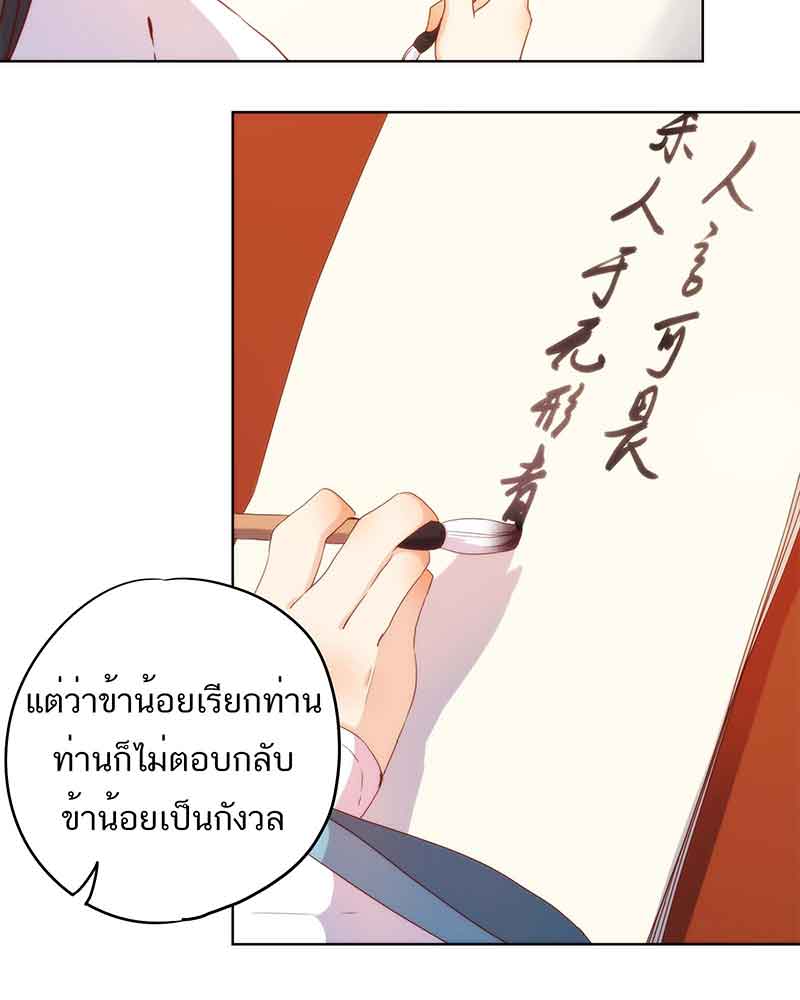 人言可畏
杀人于无形者
แต่ว่าข้าน้อยเรียกท่าน
ท่านก็ไม่ตอบกลับ
ข้าน้อยเป็นกังวล